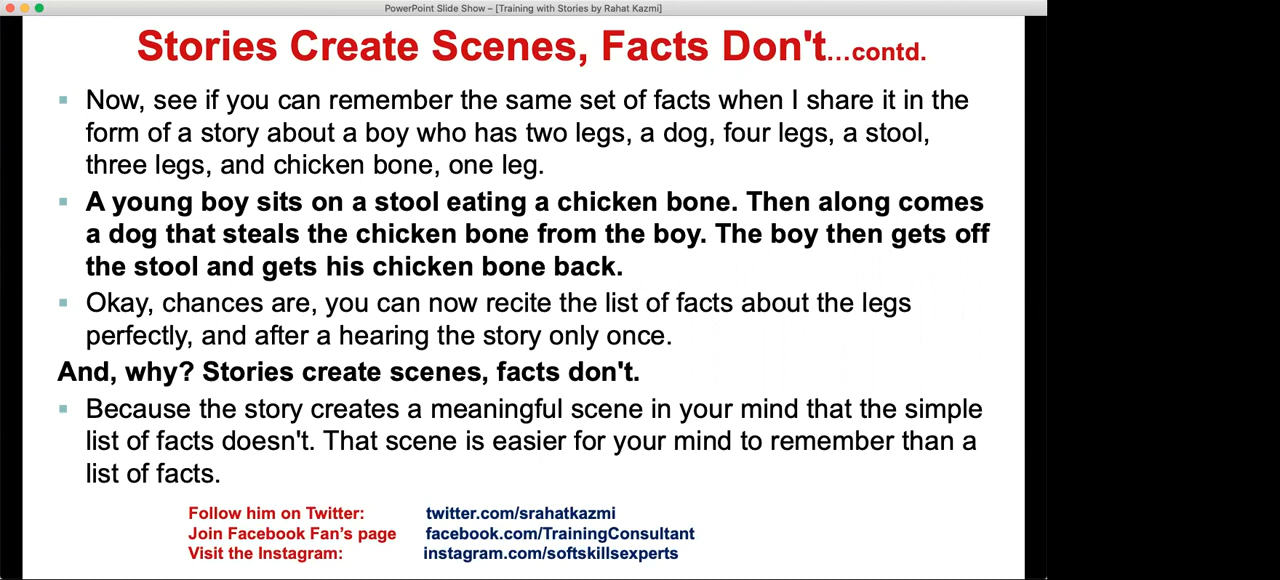 PowerPoint Slide Show – [Training with Stories by Rahat Kazmi]
Stories Create Scenes, Facts Don't...contd.
Now, see if you can remember the same set of facts when I share it in the
form of a story about a boy who has two legs, a dog, four legs, a stool,
three legs, and chicken bone, one leg.
A young boy sits on a stool eating a chicken bone. Then along comes
a dog that steals the chicken bone from the boy. The boy then gets off
the stool and gets his chicken bone back.
Okay, chances are, you can now recite the list of facts about the legs
perfectly, and after a hearing the story only once.
And, why? Stories create scenes, facts don't.
Because the story creates a meaningful scene in your mind that the simple
list of facts doesn't. That scene is easier for your mind to remember than a
list of facts.
Follow him on Twitter: twitter.com/srahatkazmi
Join Facebook Fan’s page facebook.com/TrainingConsultant
Visit the Instagram: instagram.com/softskillsexperts